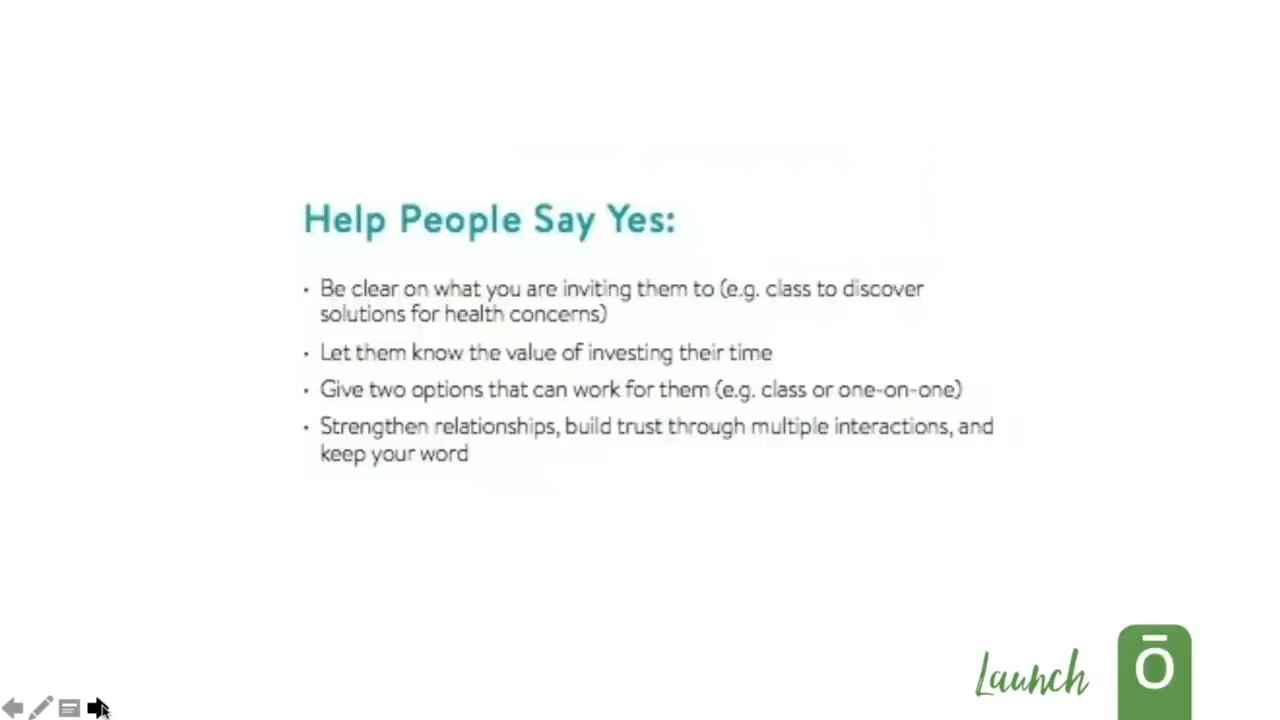 Help People Say Yes:
• Be clear on what you are inviting them to (e.g. class to discover
solutions for health concerns)
• Let them know the value of investing their time
• Give two options that can work for them (e.g. class or one-on-one)
• Strengthen relationships, build trust through multiple interactions, and
keep your word
Launch
Ō